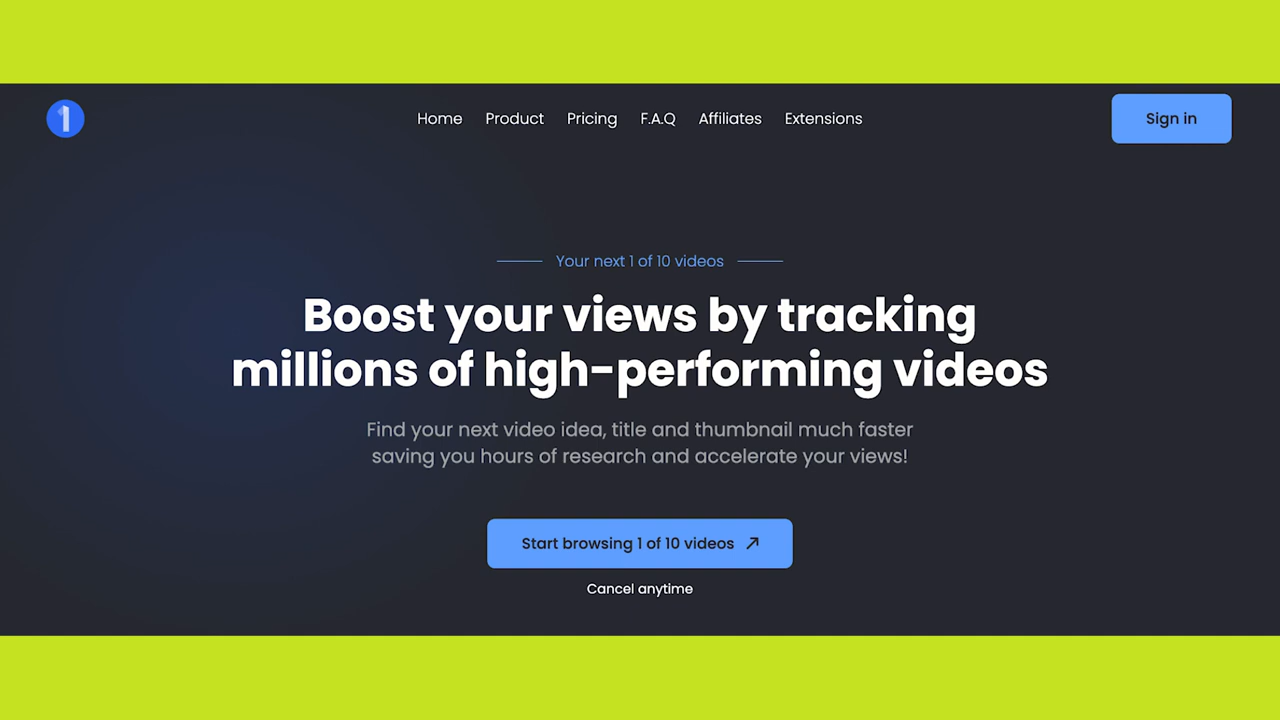 1
Home Product Pricing F.A.Q Affiliates Extensions
Sign in
Your next 1 of 10 videos
Boost your views by tracking
millions of high-performing videos
Find your next video idea, title and thumbnail much faster
saving you hours of research and accelerate your views!
Start browsing 1 of 10 videos
Cancel anytime